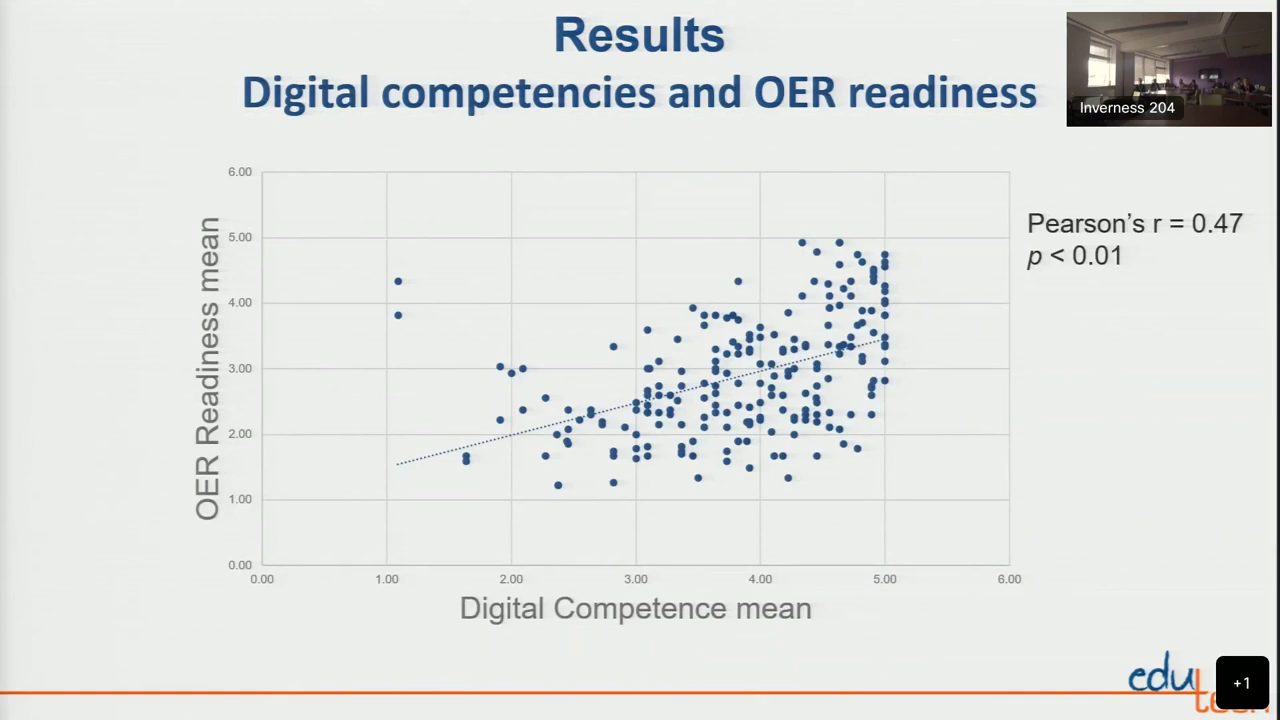 Results
Digital competencies and OER readiness
Inverness 204
6.00
5.00
4.00
3.00
2.00
1.00
0.00
OER Readiness mean
0.00 1.00 2.00 3.00 4.00 5.00 6.00
Digital Competence mean
Pearson's r = 0.47
p < 0.01
edu
+1